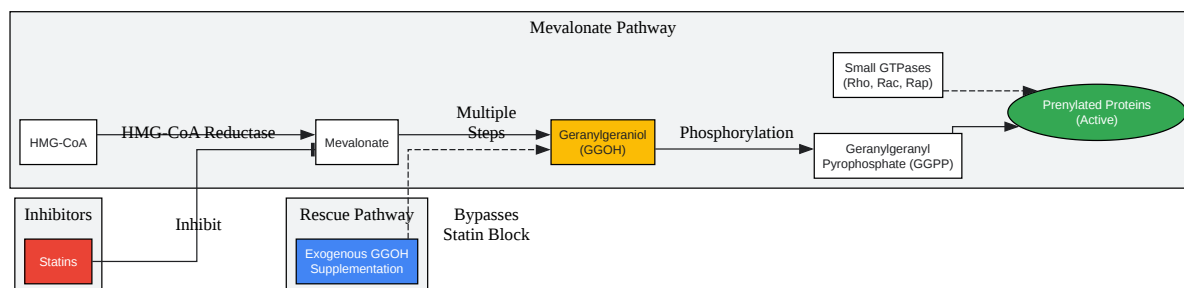 Mevalonate Pathway
Small GTPases
(Rho, Rac, Rap)
Prenylated Proteins
(Active)
HMG-CoA
HMG-CoA Reductase
Mevalonate
Multiple
Steps
Geranylgeraniol
(GGOH)
Phosphorylation
Geranylgeranyl
Pyrophosphate (GGPP)
Inhibitors
Statins
Inhibit
Rescue Pathway
Exogenous GGOH
Supplementation
Bypasses
Statin Block